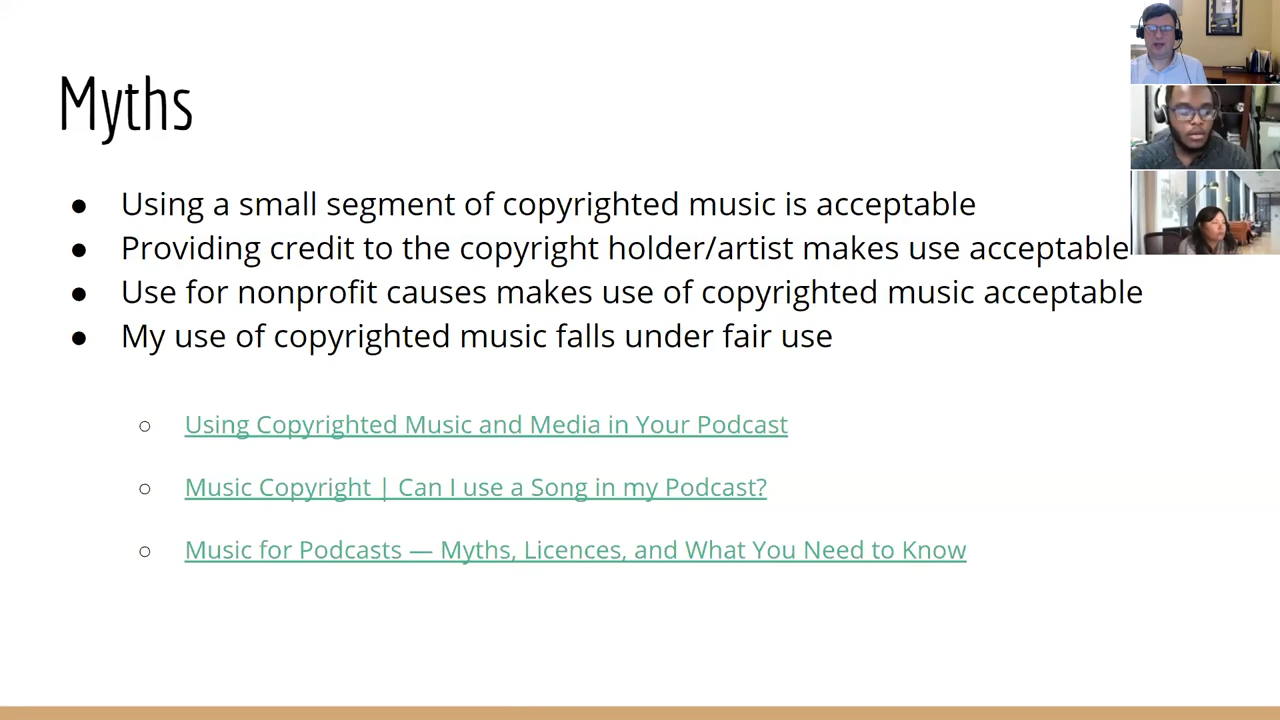 Myths
● Using a small segment of copyrighted music is acceptable
● Providing credit to the copyright holder/artist makes use acceptable
● Use for nonprofit causes makes use of copyrighted music acceptable
● My use of copyrighted music falls under fair use
○ Using Copyrighted Music and Media in Your Podcast
○ Music Copyright | Can I use a Song in my Podcast?
○ Music for Podcasts — Myths, Licences, and What You Need to Know